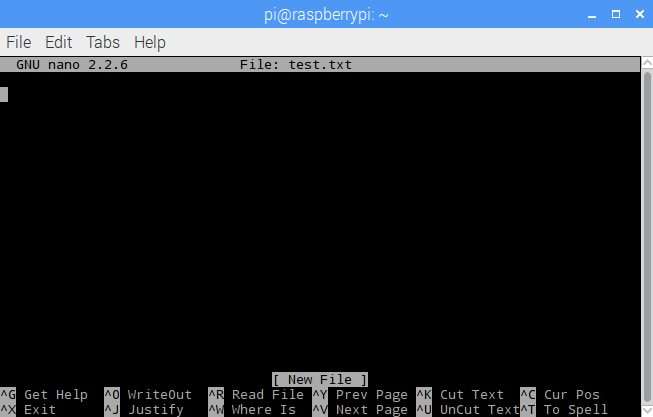 pi@raspberrypi: ~
File Edit Tabs Help
GNU nano 2.2.6 File: test.txt
[ New File ]
^G Get Help ^O WriteOut ^R Read File ^Y Prev Page ^K Cut Text ^C Cur Pos
^X Exit ^J Justify ^W Where Is ^V Next Page ^U UnCut Text ^T To Spell